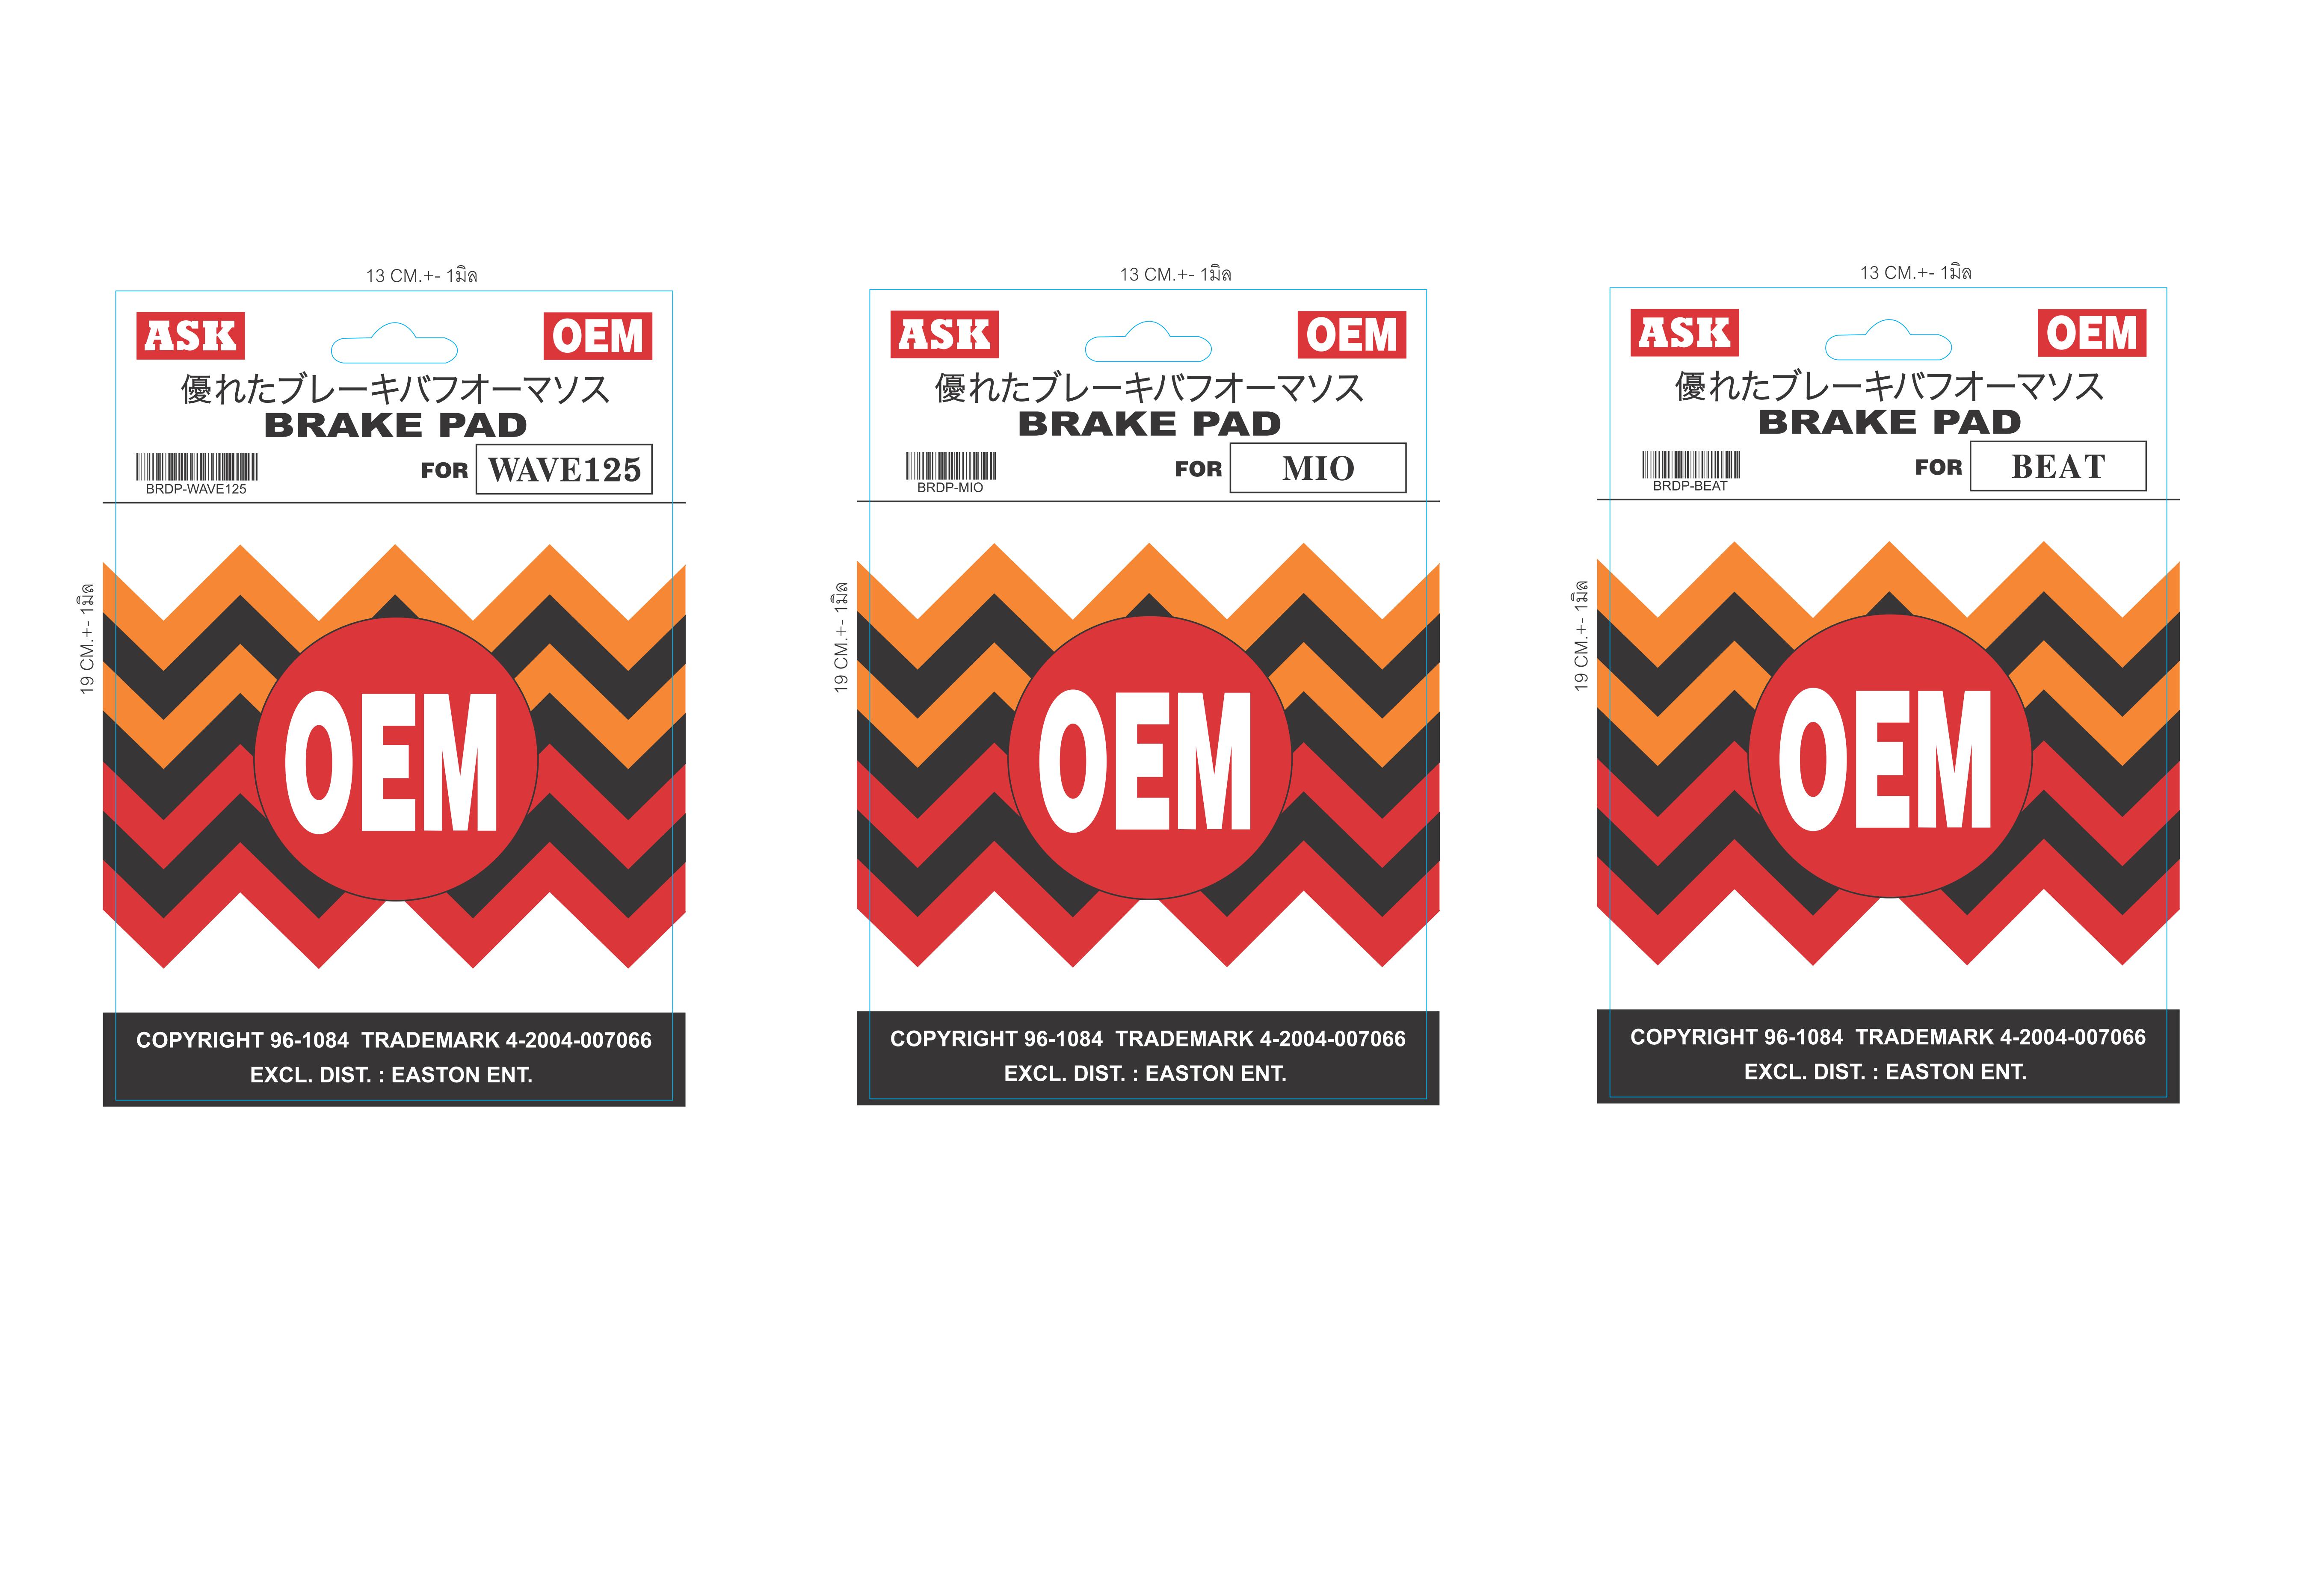 13 CM.+- 1มิล
ASK
OEM
優れたブレーキバフオーマソス
BRAKE PAD
BRDP-WAVE125
FOR
WAVE125
19 CM.+- 1มิล
OEM
COPYRIGHT 96-1084 TRADEMARK 4-2004-007066
EXCL. DIST. : EASTON ENT.
13 CM.+- 1มิล
ASK
OEM
優れたブレーキバフオーマソス
BRAKE PAD
BRDP-MIO
FOR
MIO
19 CM.+- 1มิล
OEM
COPYRIGHT 96-1084 TRADEMARK 4-2004-007066
EXCL. DIST. : EASTON ENT.
13 CM.+- 1มิล
ASK
OEM
優れたブレーキバフオーマソス
BRAKE PAD
BRDP-BEAT
FOR
BEAT
19 CM.+- 1มิล
OEM
COPYRIGHT 96-1084 TRADEMARK 4-2004-007066
EXCL. DIST. : EASTON ENT.